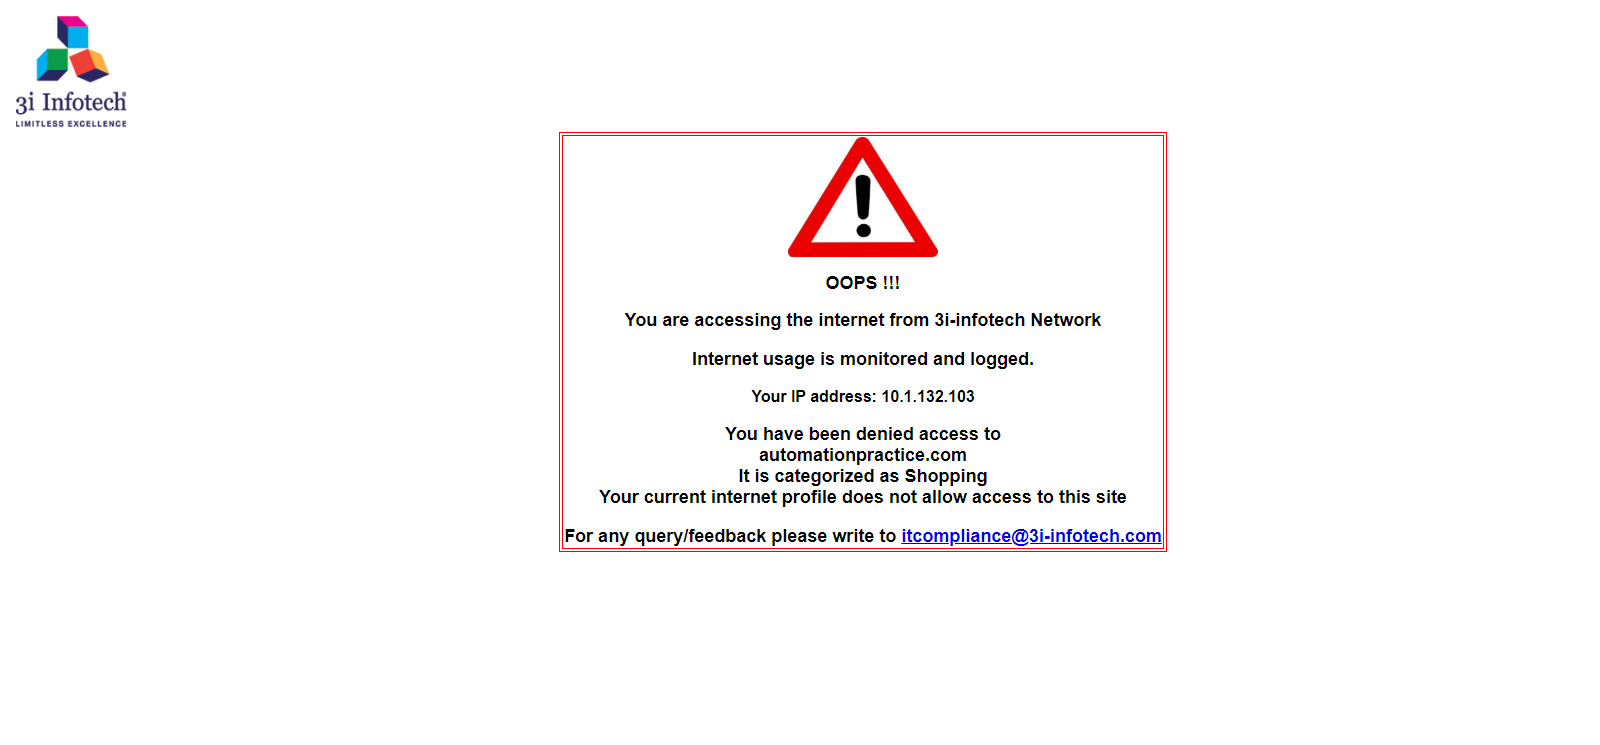 3i Infotech®
LIMITLESS EXCELLENCE
OOPS !!!
You are accessing the internet from 3i-infotech Network
Internet usage is monitored and logged.
Your IP address: 10.1.132.103
You have been denied access to
automationpractice.com
It is categorized as Shopping
Your current internet profile does not allow access to this site
For any query/feedback please write to itcompliance@3i-infotech.com